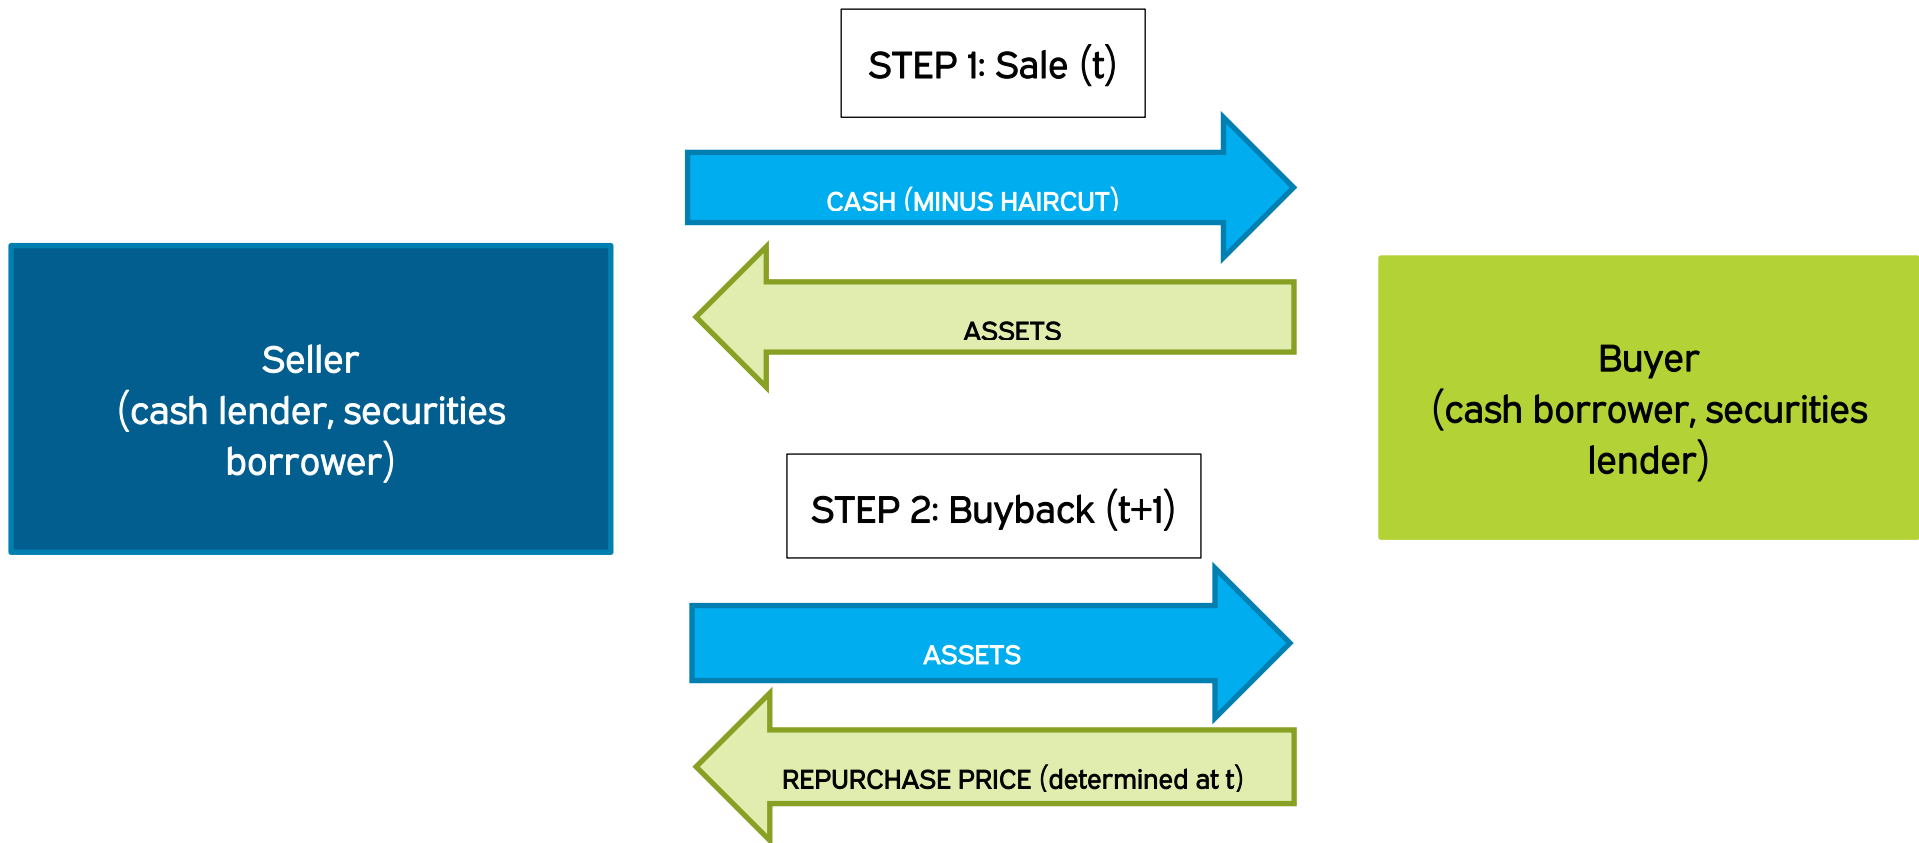 STEP 1: Sale (t)
CASH (MINUS HAIRCUT)
ASSETS
Seller
(cash lender, securities
borrower)
Buyer
(cash borrower, securities
lender)
STEP 2: Buyback (t+1)
ASSETS
REPURCHASE PRICE (determined at t)